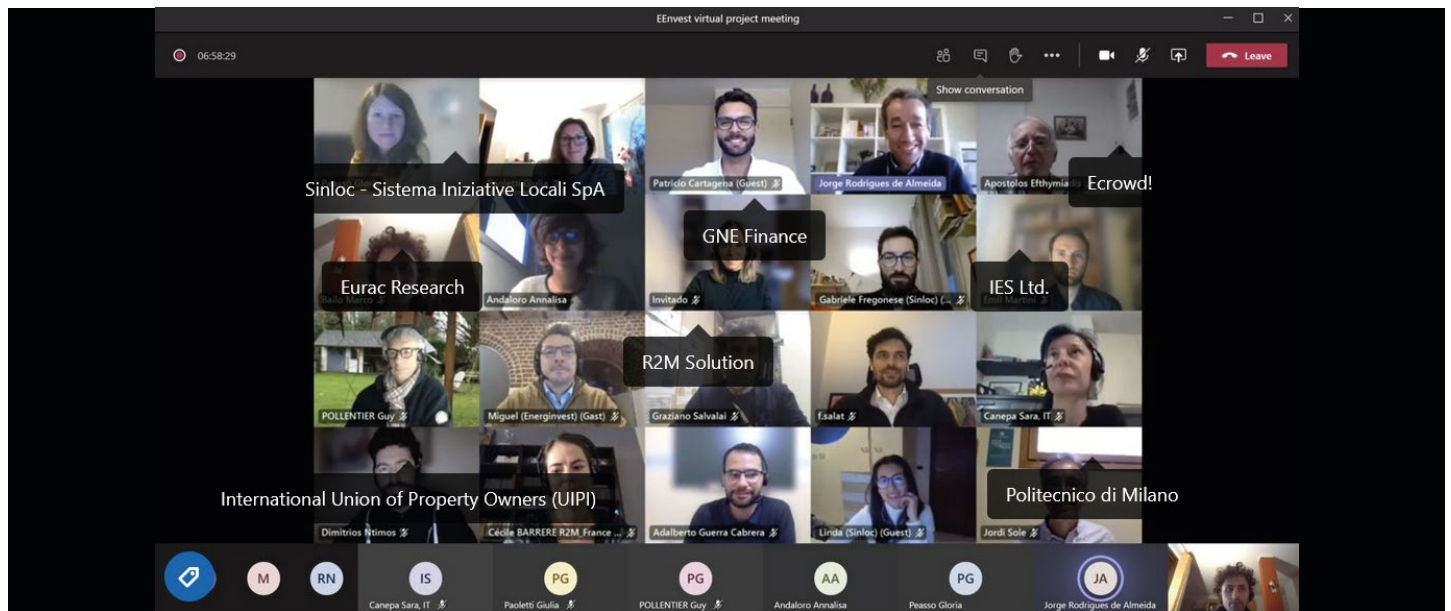 EEnvest virtual project meeting
06:58:29
Leave
Show conversation
Patricio Cartagena (Guest)
Jorge Rodrigues de Almeida
Apostolos Efthymiadis
Sinloc - Sistema Iniziative Locali SpA
Ecrowd!
GNE Finance
Eurac Research
IES Ltd.
Bailo Marco
Andaloro Annalisa
Invitado
Gabriele Fregonese (Sinloc) (...
Emil Martini
R2M Solution
POLLENTIER Guy
Miguel (Energinvest) (Gast)
Graziano Salvalai
f.salat
Canepa Sara, IT
International Union of Property Owners (UIPI)
Politecnico di Milano
Dimitrios Ntimos
Cécile BARRERE R2M_France ...
Adalberto Guerra Cabrera
Linda (Sinloc) (Guest)
Jordi Sole
M
RN
IS
PG
PG
AA
PG
JA
Canepa Sara, IT
Paoletti Giulia
POLLENTIER Guy
Andaloro Annalisa
Peasso Gloria
Jorge Rodrigues de Almeida